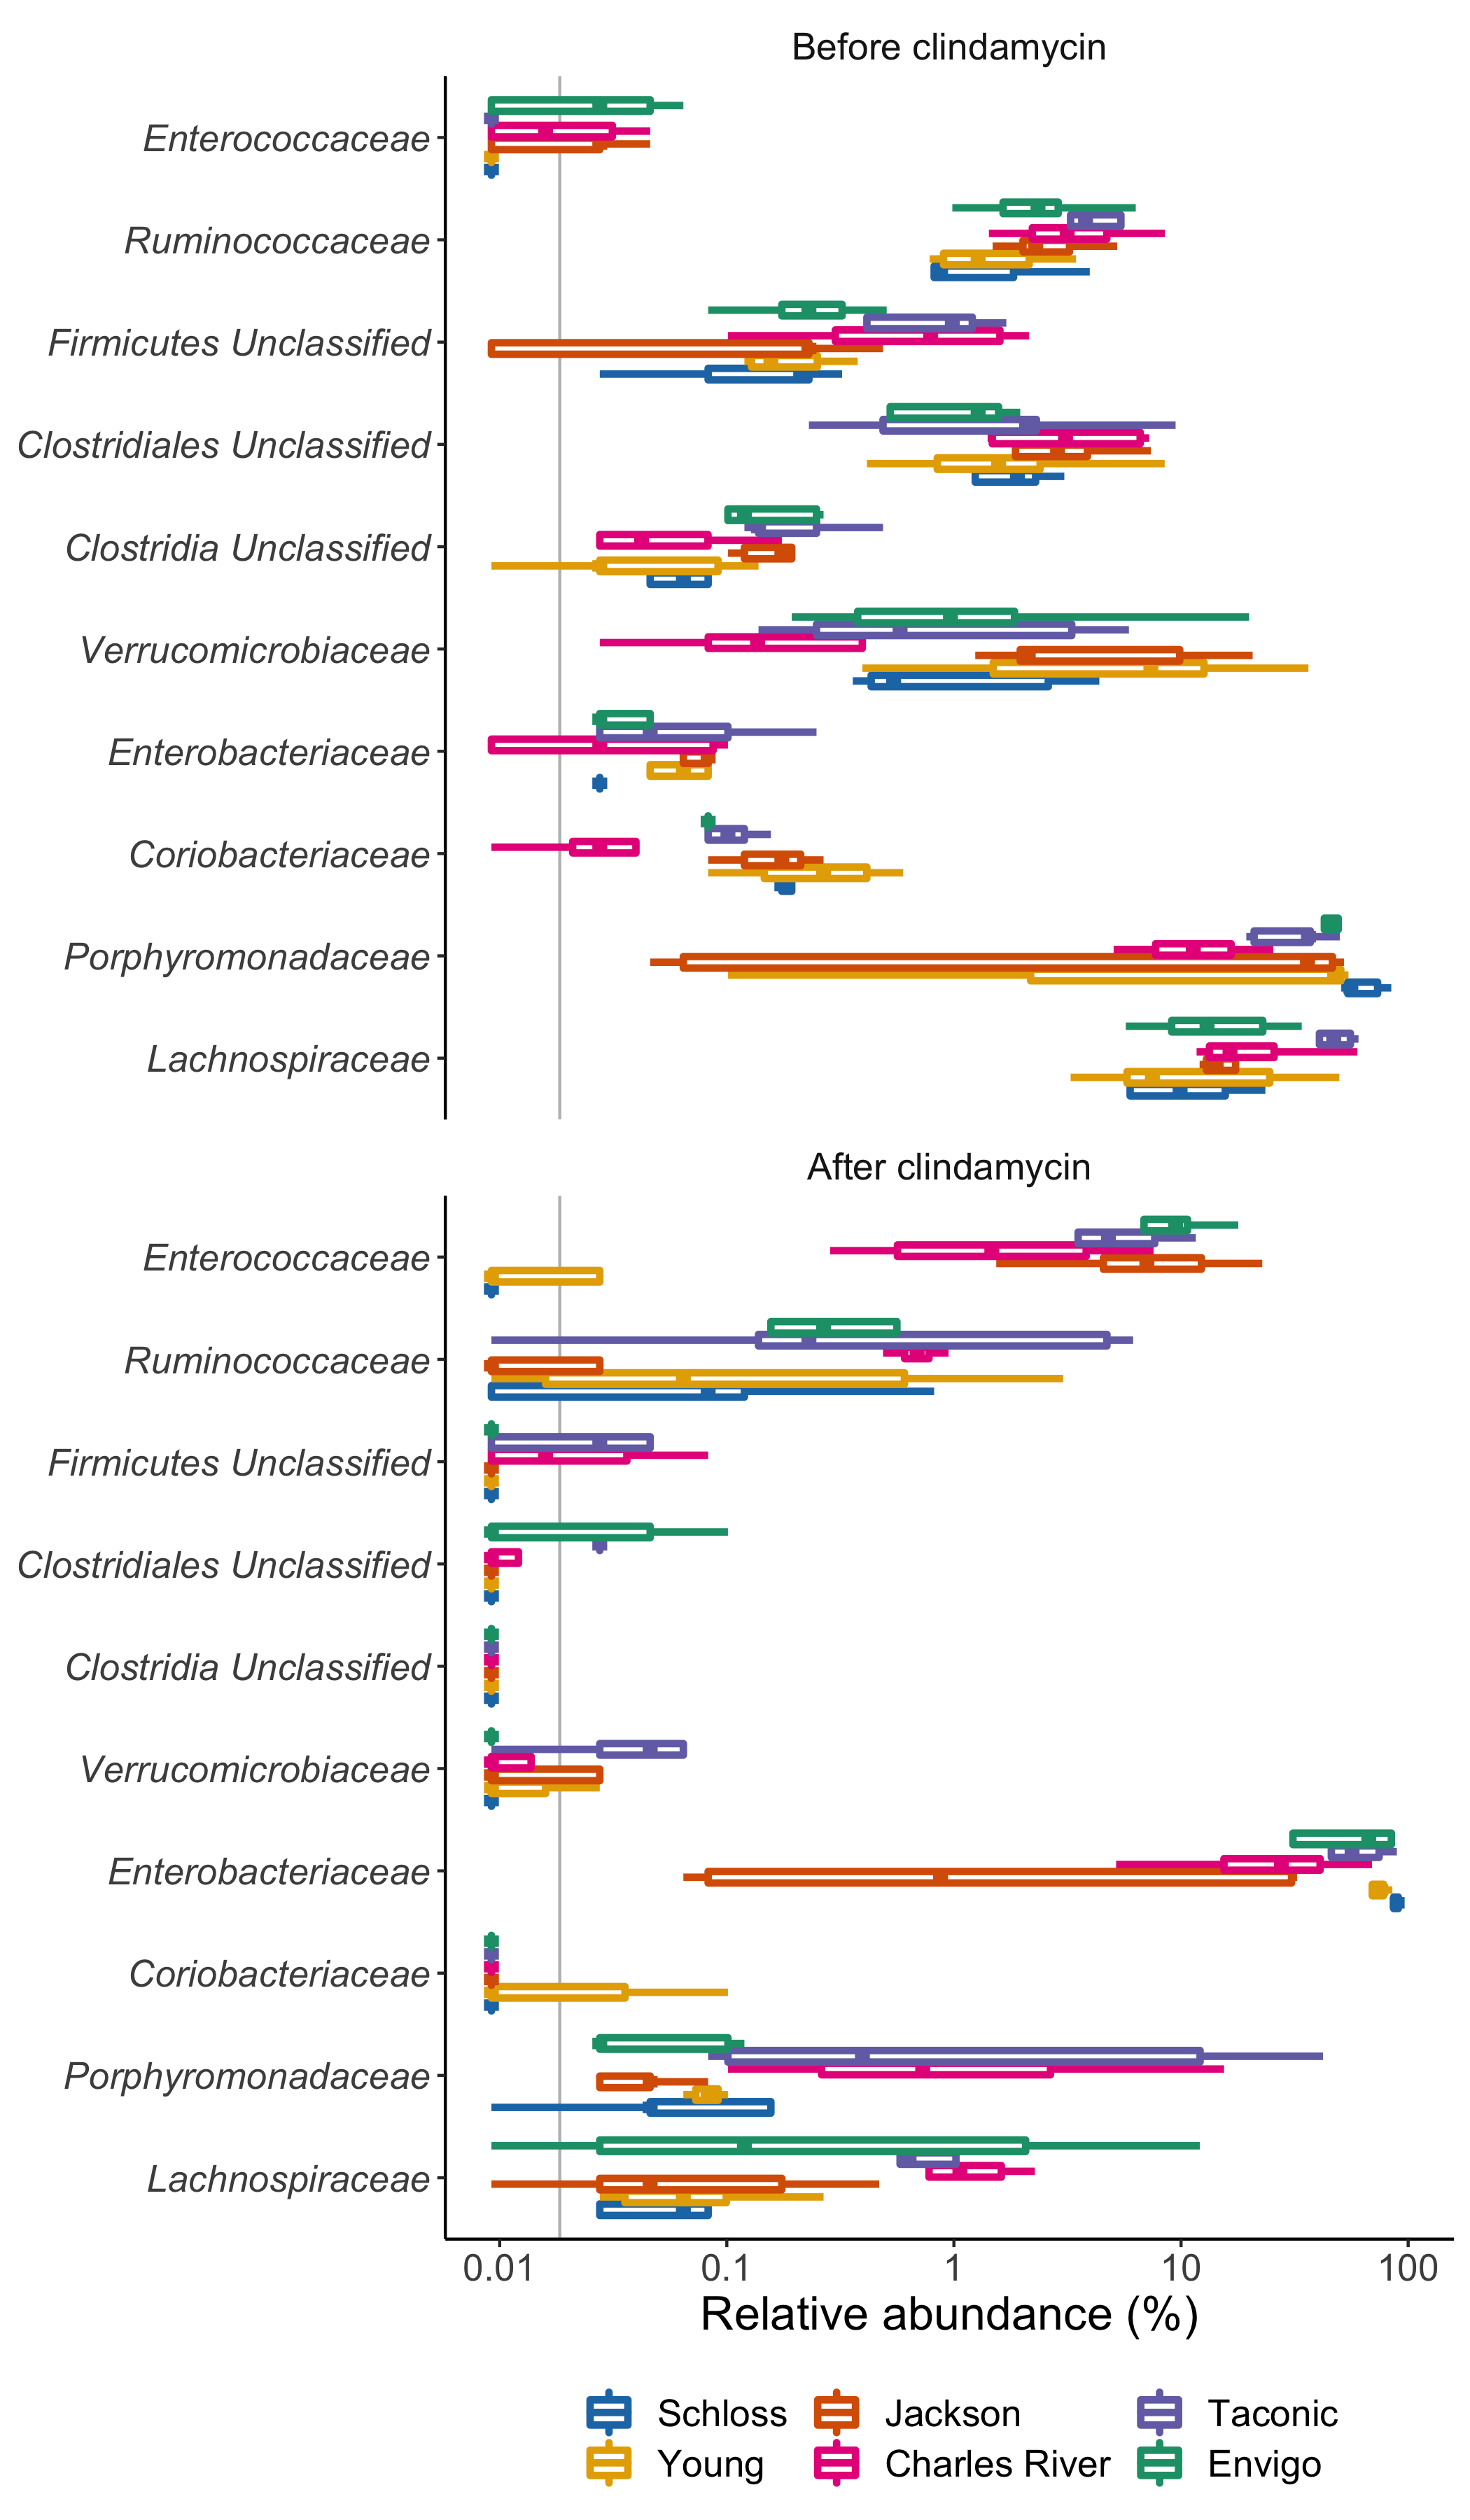 Before clindamycin
Enterococcaceae
Ruminococcaceae
Firmicutes Unclassified
Clostridiales Unclassified
Clostridia Unclassified
Verrucomicrobiaceae
Enterobacteriaceae
Coriobacteriaceae
Porphyromonadaceae
Lachnospiraceae
After clindamycin
Enterococcaceae
Ruminococcaceae
Firmicutes Unclassified
Clostridiales Unclassified
Clostridia Unclassified
Verrucomicrobiaceae
Enterobacteriaceae
Coriobacteriaceae
Porphyromonadaceae
Lachnospiraceae
0.01 0.1 1 10 100
Relative abundance (%)
Schloss Jackson Taconic
Young Charles River Envigo